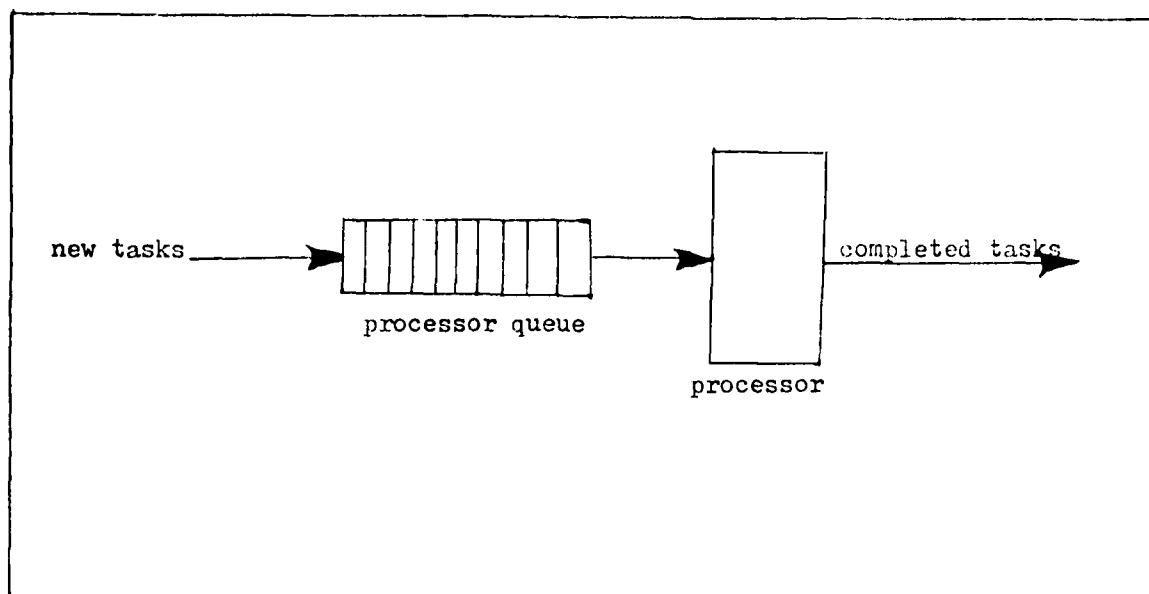 new tasks
completed tasks
processor queue
processor